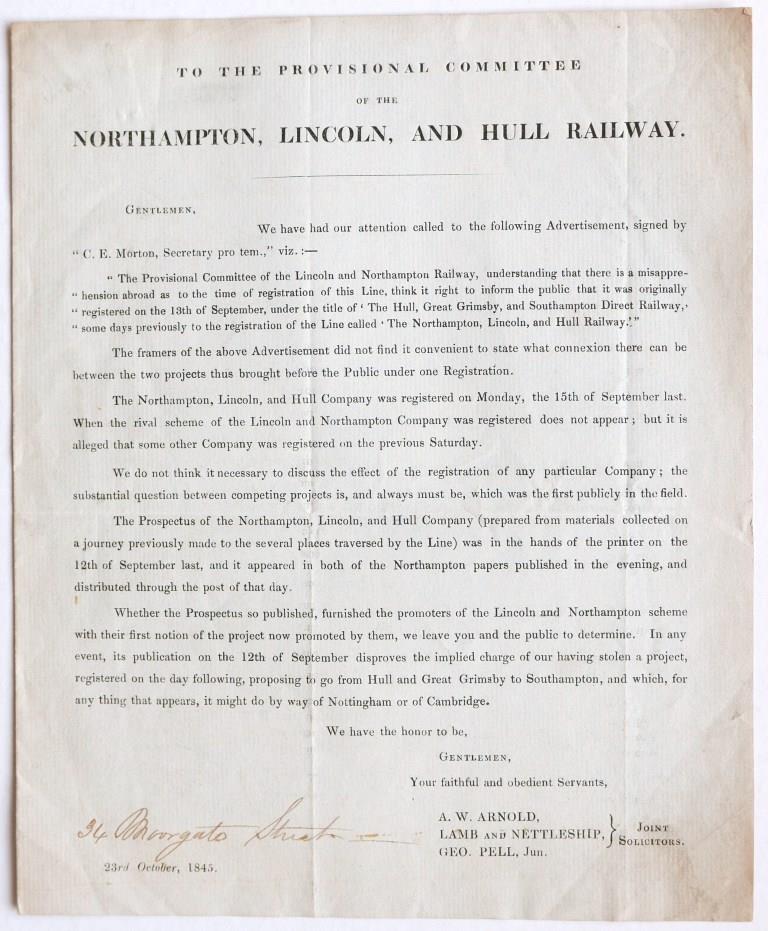 TO THE PROVISIONAL COMMITTEE
OF THE
NORTHAMPTON, LINCOLN, AND HULL RAILWAY.
GENTLEMEN,
We have had our attention called to the following Advertisement, signed by
“ C. E. Morton, Secretary pro tem.,” viz. :—
“ The Provisional Committee of the Lincoln and Northampton Railway, understanding that there is a misappre-
“ hension abroad as to the time of registration of this Line, think it right to inform the public that it was originally
“ registered on the 13th of September, under the title of ‘ The Hull, Great Grimsby, and Southampton Direct Railway,’
“ some days previously to the registration of the Line called ‘ The Northampton, Lincoln, and Hull Railway.’ ”
The framers of the above Advertisement did not find it convenient to state what connexion there can be
between the two projects thus brought before the Public under one Registration.
The Northampton, Lincoln, and Hull Company was registered on Monday, the 15th of September last.
When the rival scheme of the Lincoln and Northampton Company was registered does not appear ; but it is
alleged that some other Company was registered on the previous Saturday.
We do not think it necessary to discuss the effect of the registration of any particular Company ; the
substantial question between competing projects is, and always must be, which was the first publicly in the field.
The Prospectus of the Northampton, Lincoln, and Hull Company (prepared from materials collected on
a journey previously made to the several places traversed by the Line) was in the hands of the printer on the
12th of September last, and it appeared in both of the Northampton papers published in the evening, and
distributed through the post of that day.
Whether the Prospectus so published, furnished the promoters of the Lincoln and Northampton scheme
with their first notion of the project now promoted by them, we leave you and the public to determine. In any
event, its publication on the 12th of September disproves the implied charge of our having stolen a project,
registered on the day following, proposing to go from Hull and Great Grimsby to Southampton, and which, for
any thing that appears, it might do by way of Nottingham or of Cambridge.
We have the honor to be,
GENTLEMEN,
Your faithful and obedient Servants,
A. W. ARNOLD,
LAMB AND NETTLESHIP, } JOINT SOLICITORS.
GEO. PELL, Jun.
34 Moorgate Street
23rd October, 1845.